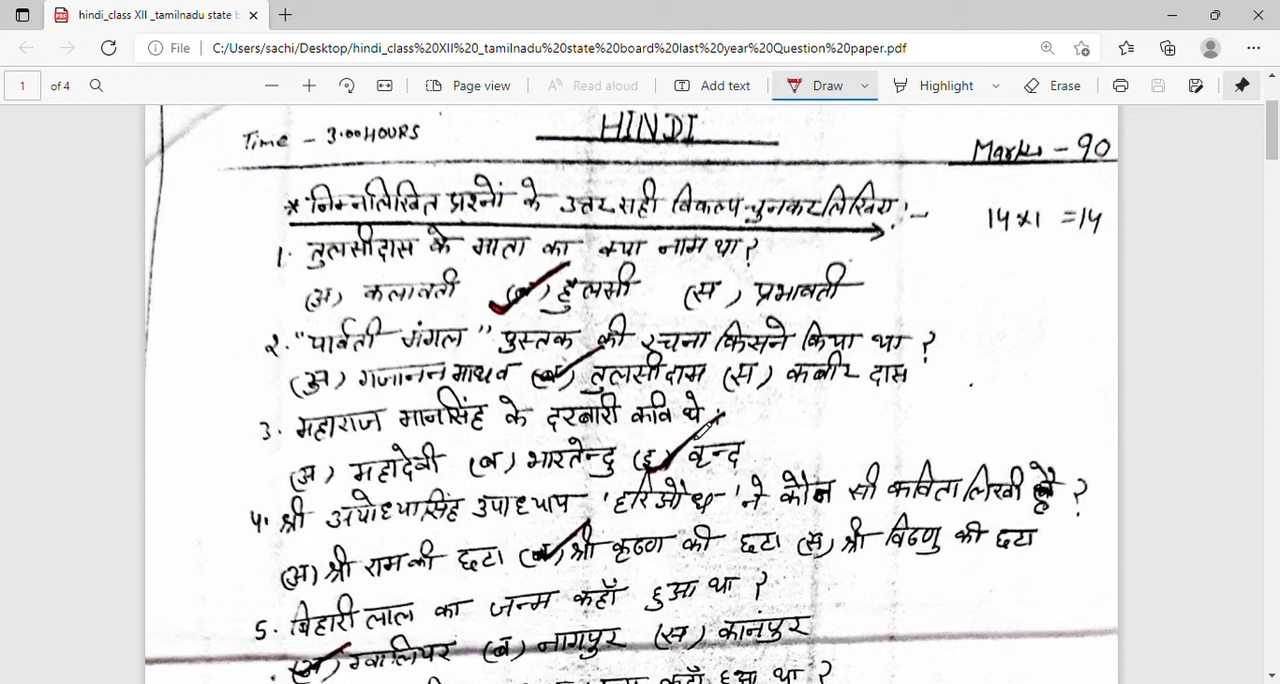 hindi_class XII _tamilnadu state b
File C:/Users/sachi/Desktop/hindi_class%20XII%20_tamilnadu%20state%20board%20last%20year%20Question%20paper.pdf
1 of 4 Page view Read aloud Add text Draw Highlight Erase
Time - 3.00 HOURS HINDI Marks - 90
* निम्नलिखित प्रश्नों के उत्तर सही विकल्प चुनकर लिखिए :- 14 x 1 = 14
1. तुलसीदास के माता का क्या नाम था?
(अ) कलावती (ब) हुलसी (स) प्रभावती
२. "पार्वती मंगल" पुस्तक की रचना किसने किया था?
(अ) गजानन माधव (ब) तुलसीदास (स) कबीर दास
3. महाराज मानसिंह के दरबारी कवि थे :
(अ) महादेवी (ब) भारतेन्दु (इ) वृन्द
4. श्री अयोध्यासिंह उपाध्याय 'हरिऔध' ने कौन सी कविता लिखी है ?
(अ) श्री राम की छटा (ब) श्री कृष्ण की छटा (स) श्री विष्णु की छटा
5. बिहारी लाल का जन्म कहाँ हुआ था ?
(अ) ग्वालियर (ब) नागपुर (स) कानंपुर
कहाँ हुआ था ?